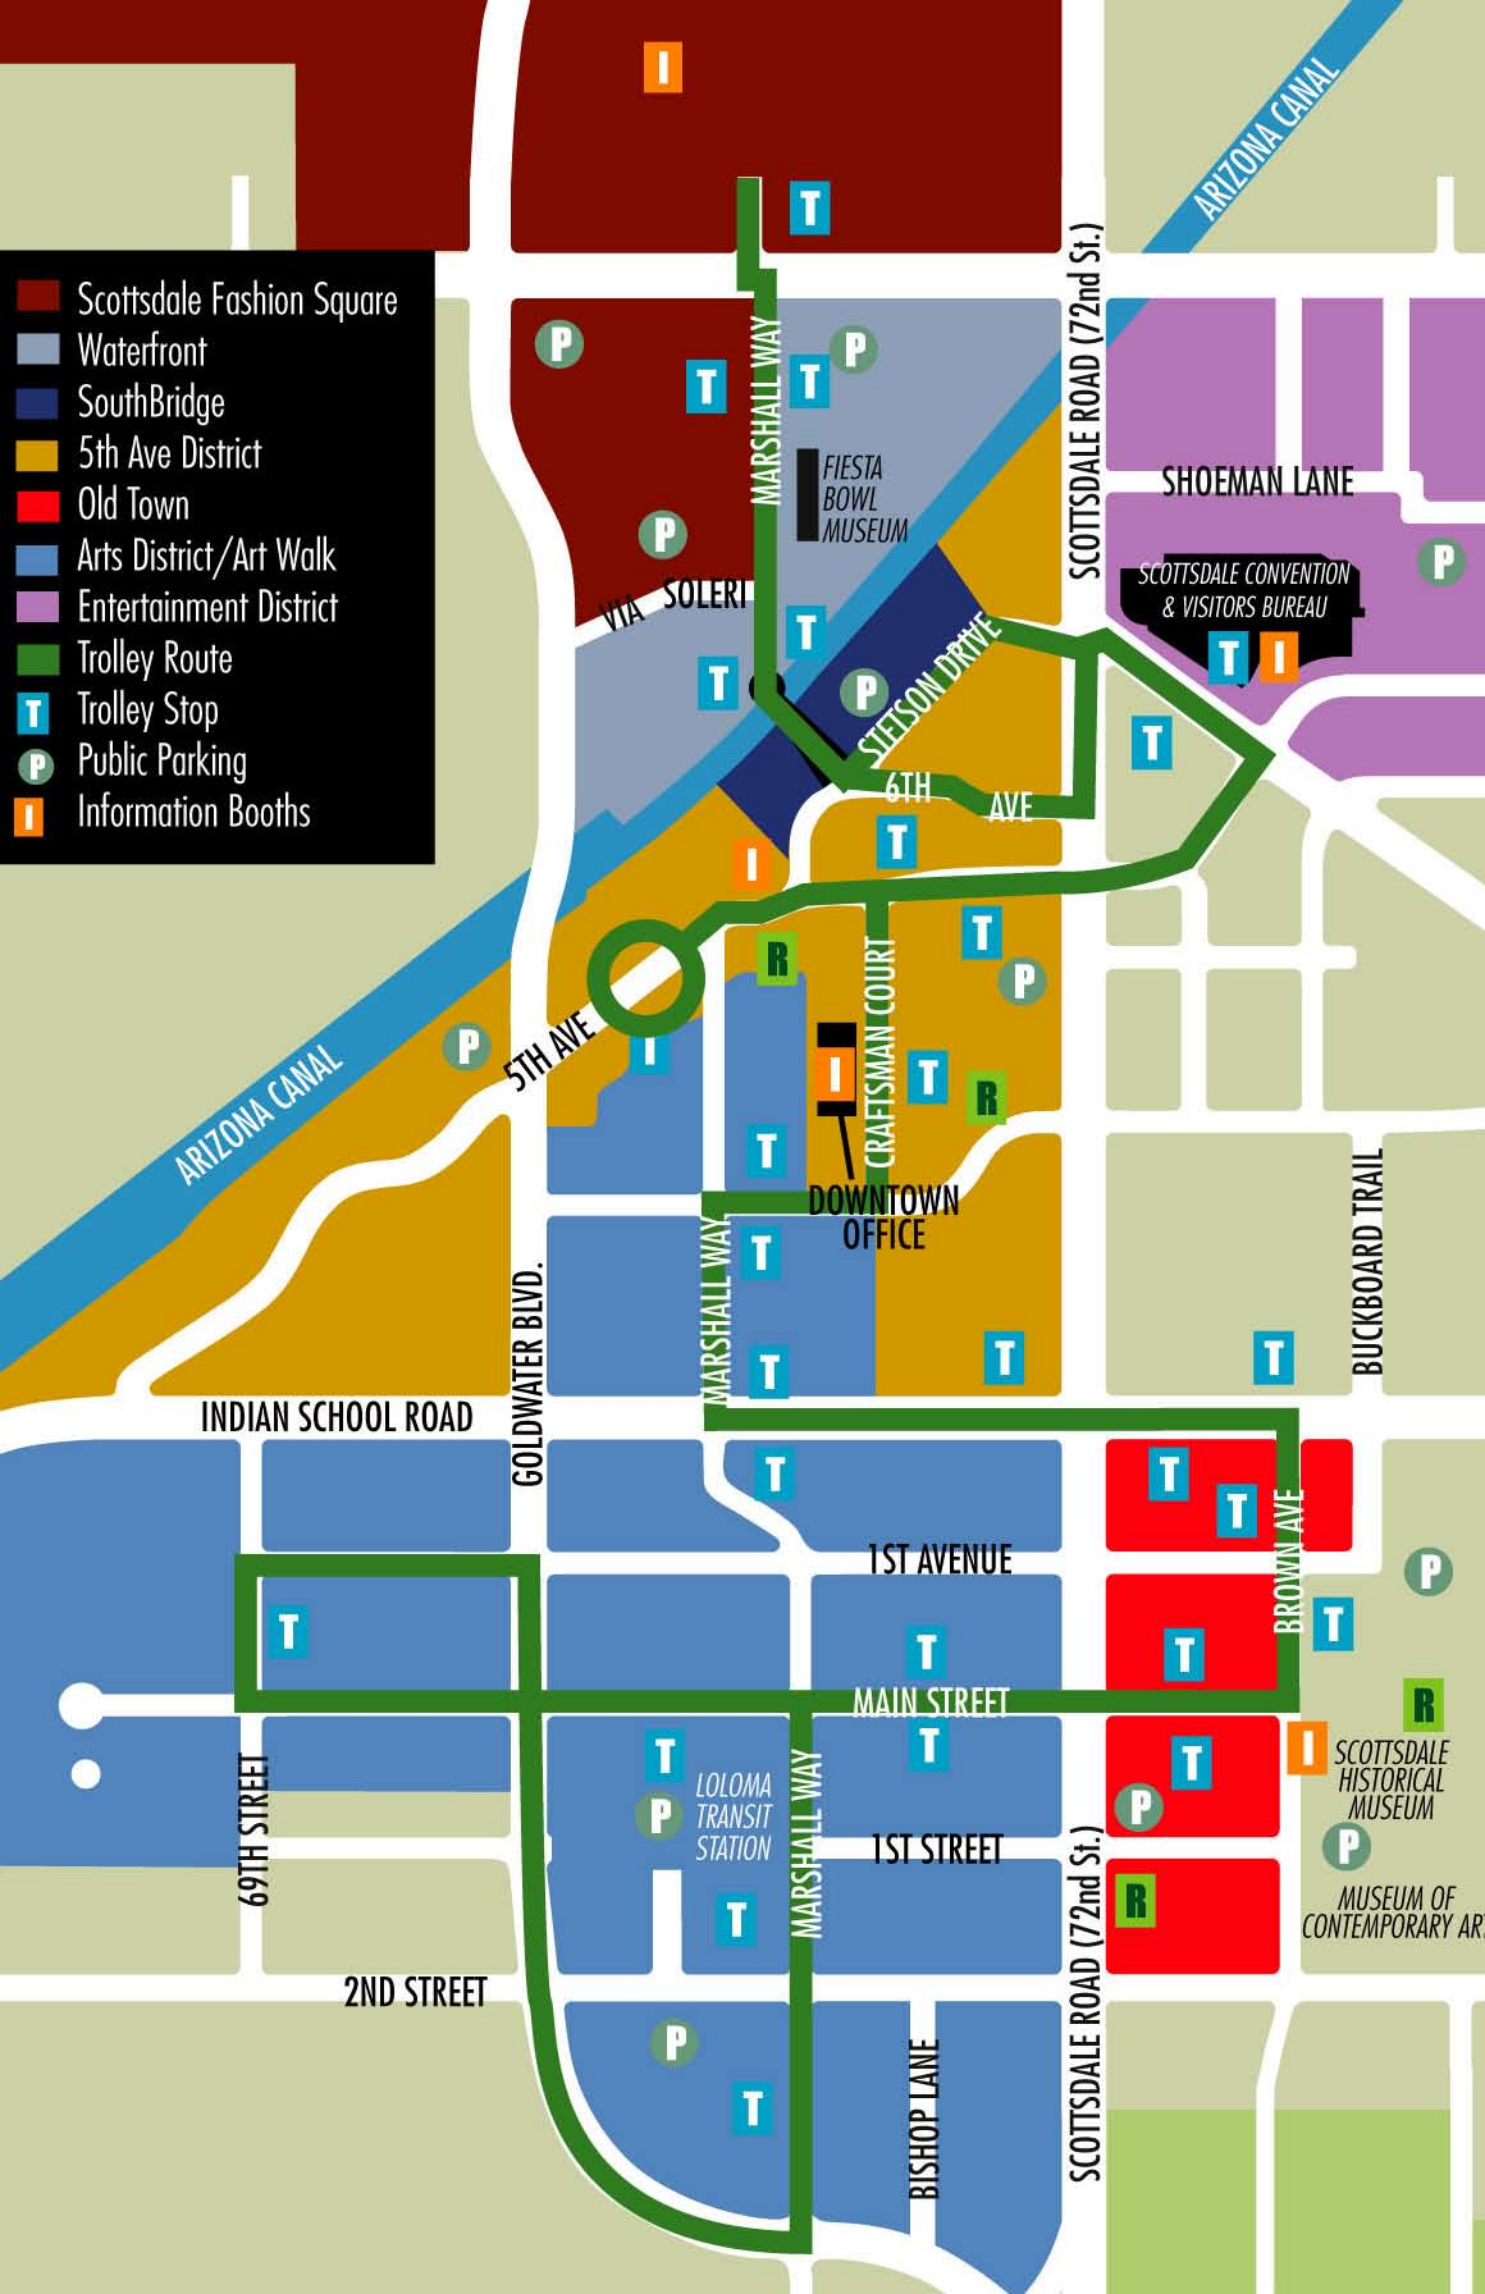 I
T
ARIZONA CANAL
SCOTTSDALE ROAD (72nd St.)
Scottsdale Fashion Square
Waterfront
SouthBridge
5th Ave District
Old Town
Arts District/Art Walk
Entertainment District
Trolley Route
T Trolley Stop
P Public Parking
I Information Booths
P
T
MARSHALL WAY
T
P
FIESTA
BOWL
MUSEUM
SHOEMAN LANE
P
P
SCOTTSDALE CONVENTION
& VISITORS BUREAU
T I
VIA SOLERI
T
T
P
STETSON DRIVE
T
6TH AVE
T
I
R
T
P
CRAFTSMAN COURT
P
5TH AVE
T
I
T
R
ARIZONA CANAL
T
DOWNTOWN
OFFICE
MARSHALL WAY
T
T
T
T
BUCKBOARD TRAIL
GOLDWATER BLVD.
INDIAN SCHOOL ROAD
T
T
T
BROWN AVE
1ST AVENUE
P
T
T
T
T
MAIN STREET
R
T
T
T
I
SCOTTSDALE
HISTORICAL
MUSEUM
LOLOMA
TRANSIT
STATION
P
MARSHALL WAY
P
P
69TH STREET
1ST STREET
T
R
MUSEUM OF
CONTEMPORARY AR
2ND STREET
SCOTTSDALE ROAD (72nd St.)
P
T
BISHOP LANE